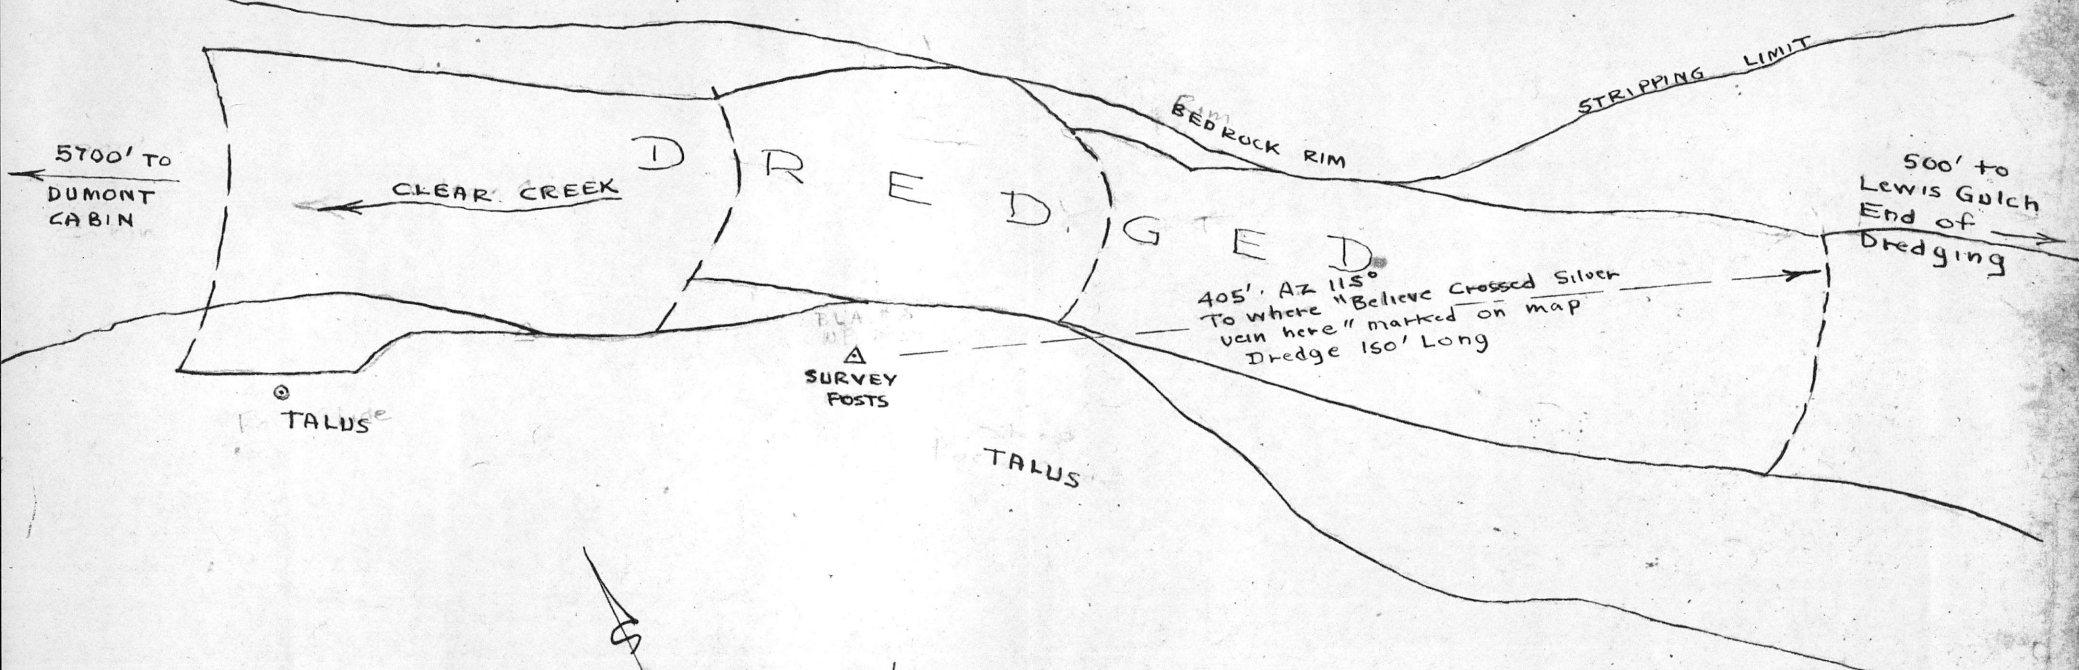 STRIPPING LIMIT
BEDROCK RIM
5700' TO
DUMONT
CABIN
CLEAR CREEK
DREDGED
500' to
Lewis Gulch
End of
Dredging
405'. AZ 115°
To where "Believe Crossed Silver
vein here" marked on map
Dredge 150' Long
SURVEY
POSTS
TALUS
TALUS